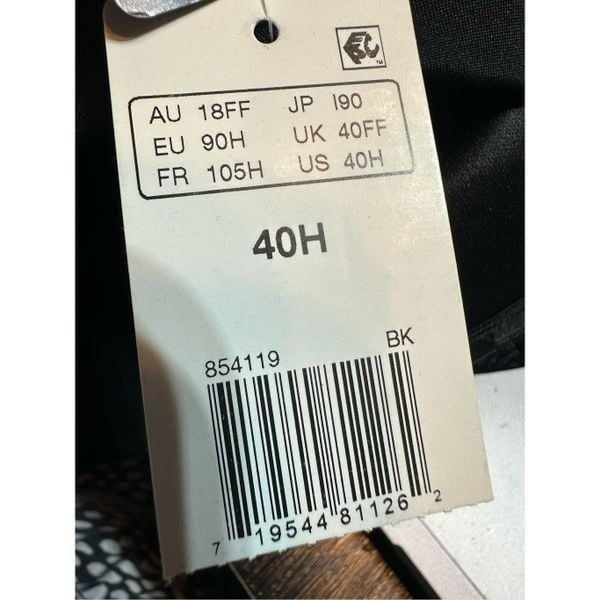 AU 18FF JP I90
EU 90H UK 40FF
FR 105H US 40H
40H
854119 BK
7 19544 81126 2